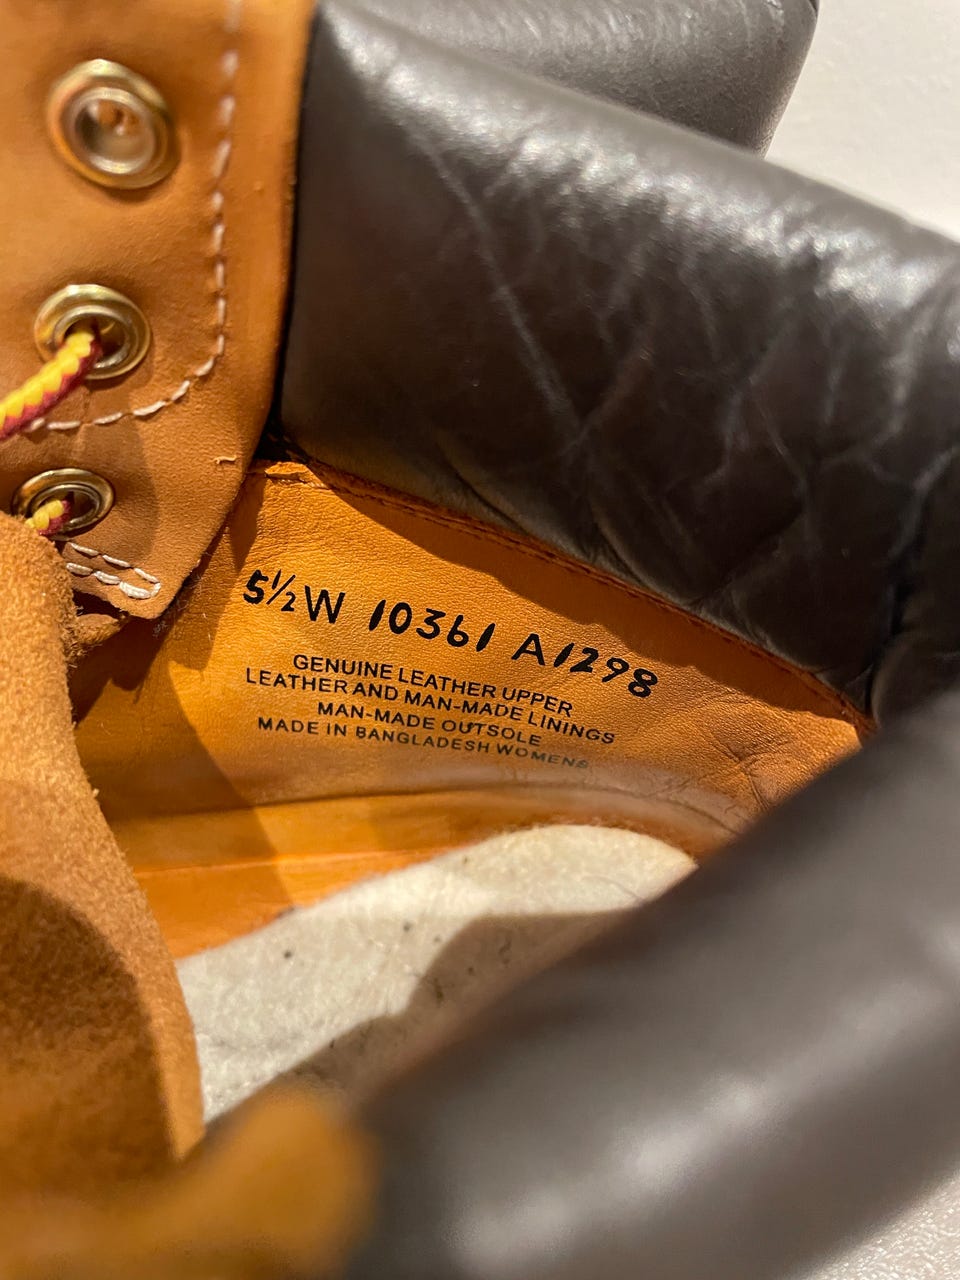 5½W 10361 A1298
GENUINE LEATHER UPPER
LEATHER AND MAN-MADE LININGS
MAN-MADE OUTSOLE
MADE IN BANGLADESH WOMENS